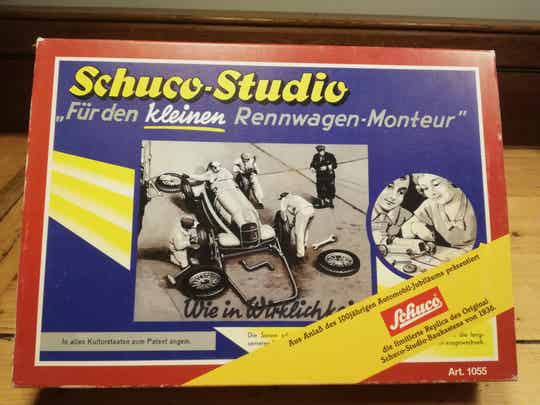 Schuco-Studio
„Für den kleinen Rennwagen-Monteur"
Wie in Wirklichkei
In allen Kulturstaaten zum Patent angem.
Aus Anlaß des 100jährigen Automobil-Jubiläums präsentiert
Schuco
die limitierte Replica des Original
Schuco-Studio-Baukastens von 1936.
Art. 1055